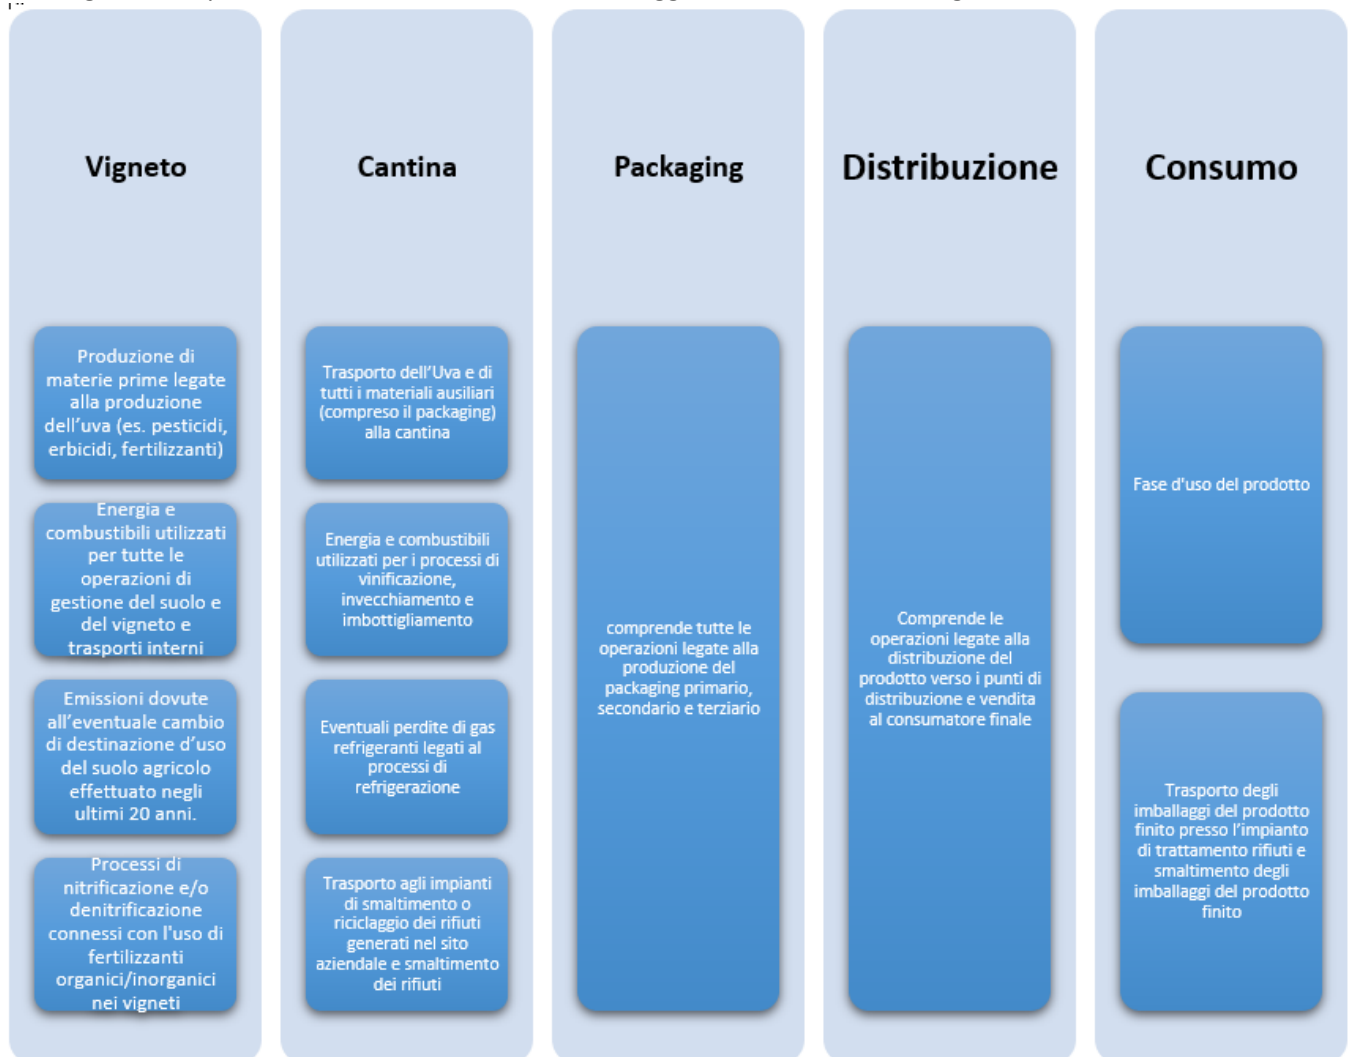 Vigneto
Produzione di
materie prime legate
alla produzione
dell'uva (es. pesticidi,
erbicidi, fertilizzanti)
Energia e
combustibili utilizzati
per tutte le
operazioni di
gestione del suolo e
del vigneto e
trasporti interni
Emissioni dovute
all'eventuale cambio
di destinazione d'uso
del suolo agricolo
effettuato negli
ultimi 20 anni.
Processi di
nitrificazione e/o
denitrificazione
connessi con l'uso di
fertilizzanti
organici/inorganici
nei vigneti
Cantina
Trasporto dell'Uva e di
tutti i materiali ausiliari
(compreso il packaging)
alla cantina
Energia e combustibili
utilizzati per i processi di
vinificazione,
invecchiamento e
imbottigliamento
Eventuali perdite di gas
refrigeranti legati al
processi di
refrigerazione
Trasporto agli impianti
di smaltimento o
riciclaggio dei rifiuti
generati nel sito
aziendale e smaltimento
dei rifiuti
Packaging
comprende tutte le
operazioni legate alla
produzione del
packaging primario,
secondario e terziario
Distribuzione
Comprende le
operazioni legate alla
distribuzione del
prodotto verso i punti di
distribuzione e vendita
al consumatore finale
Consumo
Fase d'uso del prodotto
Trasporto degli
imballaggi del prodotto
finito presso l'impianto
di trattamento rifiuti e
smaltimento degli
imballaggi del prodotto
finito